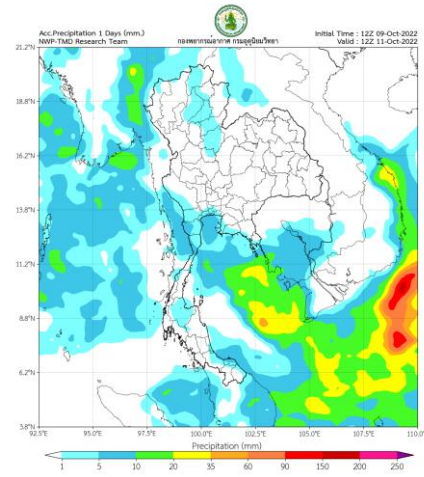 Acc.Precipitation 1 Days (mm.)
NWP-TMD Research Team
กองพยากรณ์อากาศ กรมอุตุนิยมวิทยา
Initial Time : 12Z 09-Oct-2022
Valid : 12Z 11-Oct-2022
21.2°N
18.8°N
16.2°N
13.8°N
11.2°N
8.8°N
6.2°N
3.8°N
92.5°E 95.0°E 97.5°E 100.0°E 102.5°E 105.0°E 107.5°E 110.0°E
Precipitation (mm)
1 5 10 20 35 60 90 150 200 250